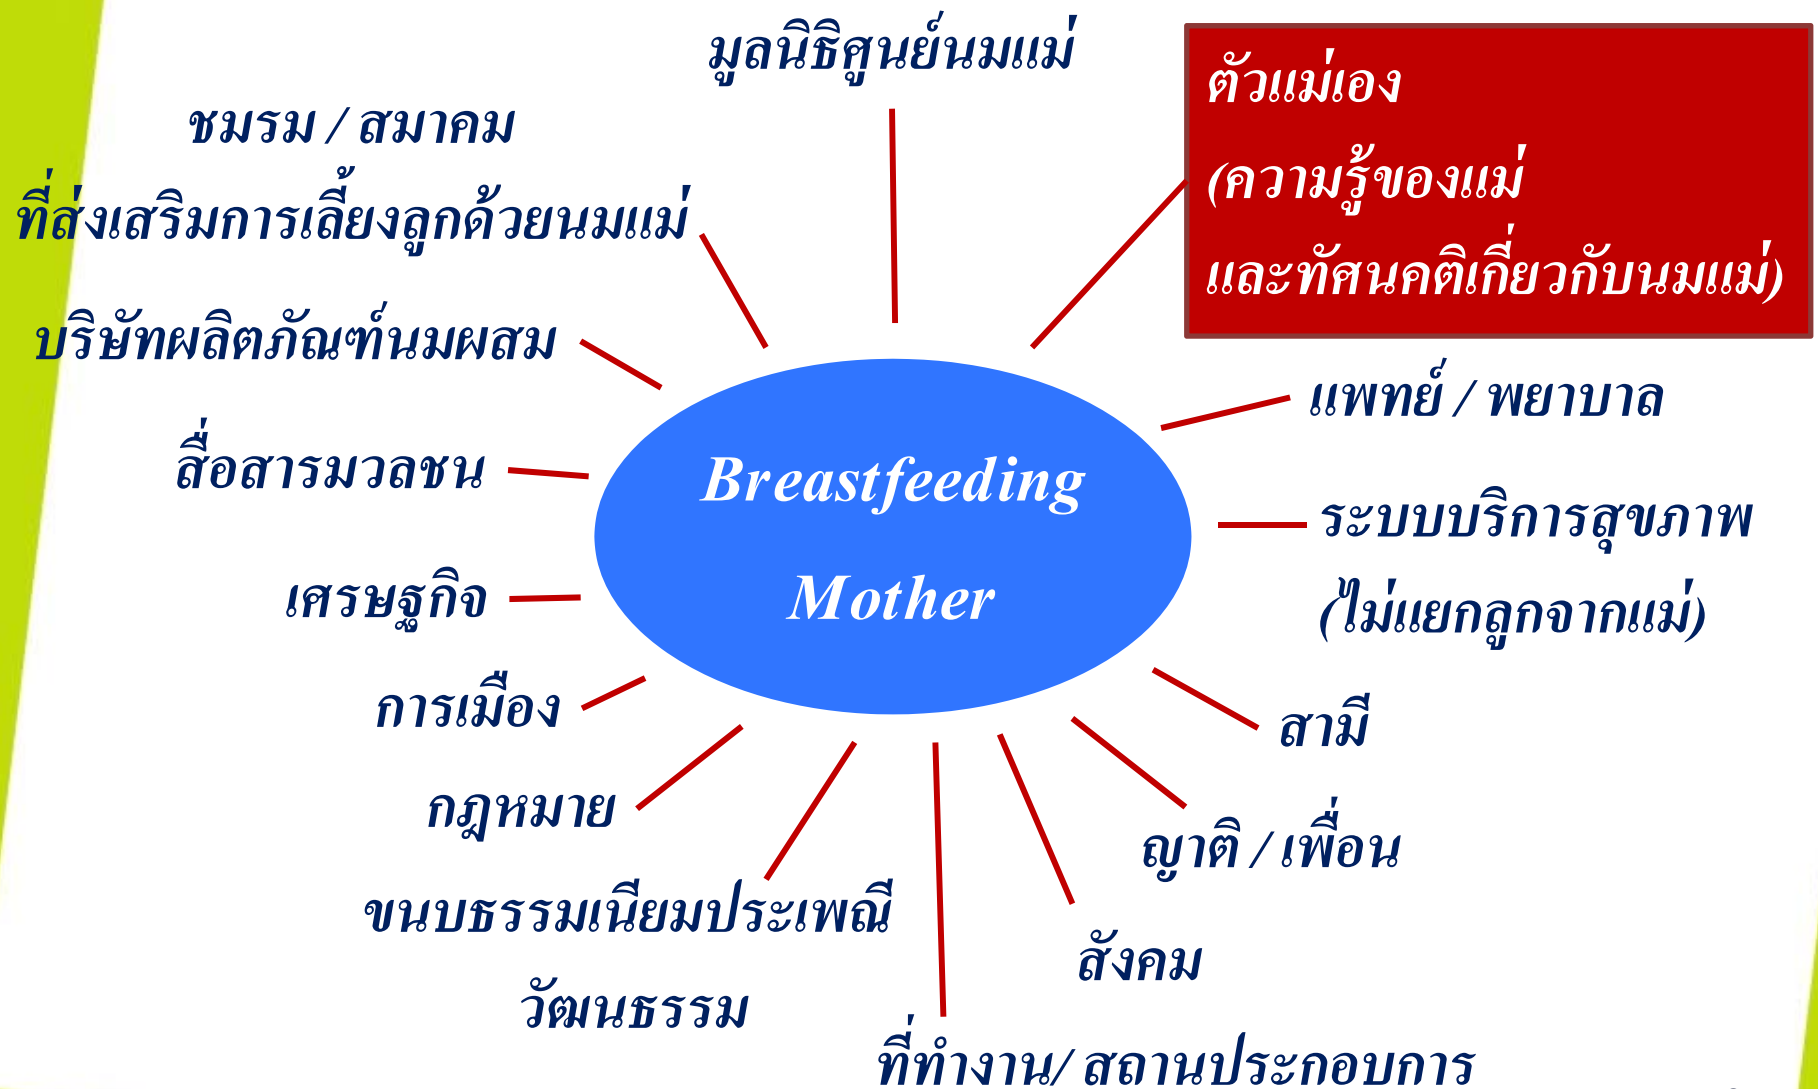 มูลนิธิศูนย์นมแม่
ตัวแม่เอง
(ความรู้ของแม่
และทัศนคติเกี่ยวกับนมแม่)
ชมรม / สมาคม
ที่ส่งเสริมการเลี้ยงลูกด้วยนมแม่
บริษัทผลิตภัณฑ์นมผสม
แพทย์ / พยาบาล
สื่อสารมวลชน
Breastfeeding
Mother
ระบบบริการสุขภาพ
(ไม่แยกลูกจากแม่)
เศรษฐกิจ
การเมือง
สามี
กฎหมาย
ญาติ / เพื่อน
ขนบธรรมเนียมประเพณี
วัฒนธรรม
สังคม
ที่ทำงาน/ สถานประกอบการ